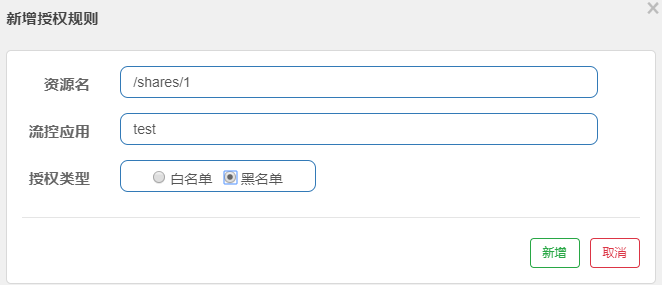 新增授权规则
资源名 /shares/1
流控应用 test
授权类型 白名单 黑名单
新增 取消